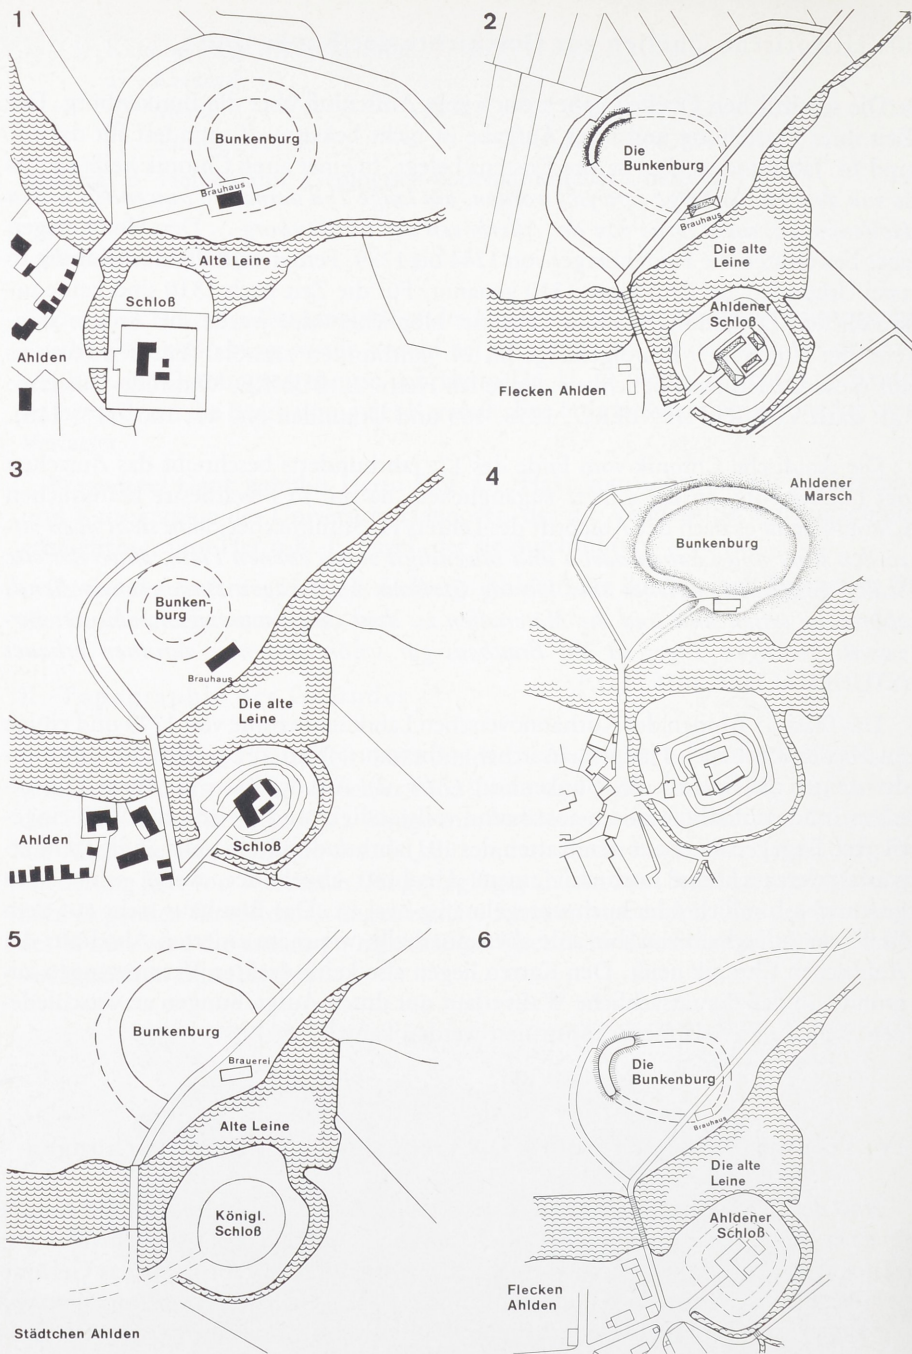 1
Bunkenburg
Brauhaus
Alte Leine
Schloß
Ahlden
2
Die
Bunkenburg
Brauhaus
Die alte
Leine
Ahldener
Schloß
Flecken Ahlden
3
Bunken-
burg
Brauhaus
Die alte
Leine
Ahlden
Schloß
4
Ahldener
Marsch
Bunkenburg
5
Bunkenburg
Brauerei
Alte Leine
Königl.
Schloß
Städtchen Ahlden
6
Die
Bunkenburg
Brauhaus
Die alte
Leine
Ahldener
Schloß
Flecken
Ahlden